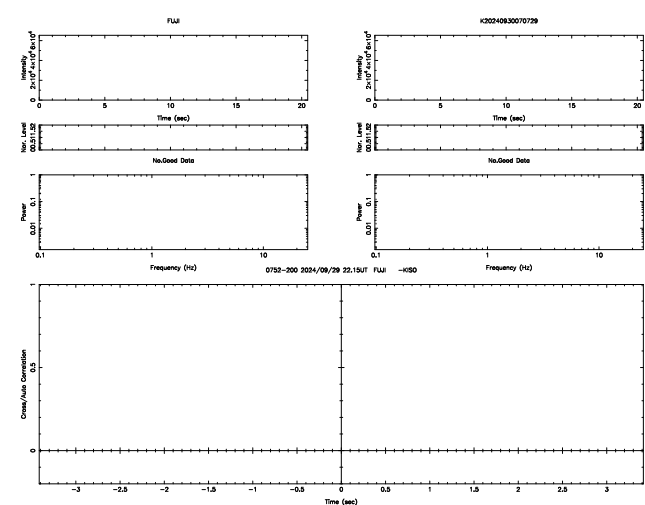 FUJI K20240930070729
Intensity 0 2×10⁴ 4×10⁴ 6×10⁴ Intensity 0 2×10⁴ 4×10⁴ 6×10⁴
0 5 10 15 20 0 5 10 15 20
Time (sec) Time (sec)
Nor. Level 00.511.52 Nor. Level 00.511.52
No.Good Data No.Good Data
Power 0.01 0.1 1 Power 0.01 0.1 1
0.1 1 10 0.1 1 10
Frequency (Hz) Frequency (Hz)
0752-200 2024/09/29 22.15UT FUJI -KISO
Cross/Auto Correlation 0 0.5 1
-3 -2.5 -2 -1.5 -1 -0.5 0 0.5 1 1.5 2 2.5 3
Time (sec)